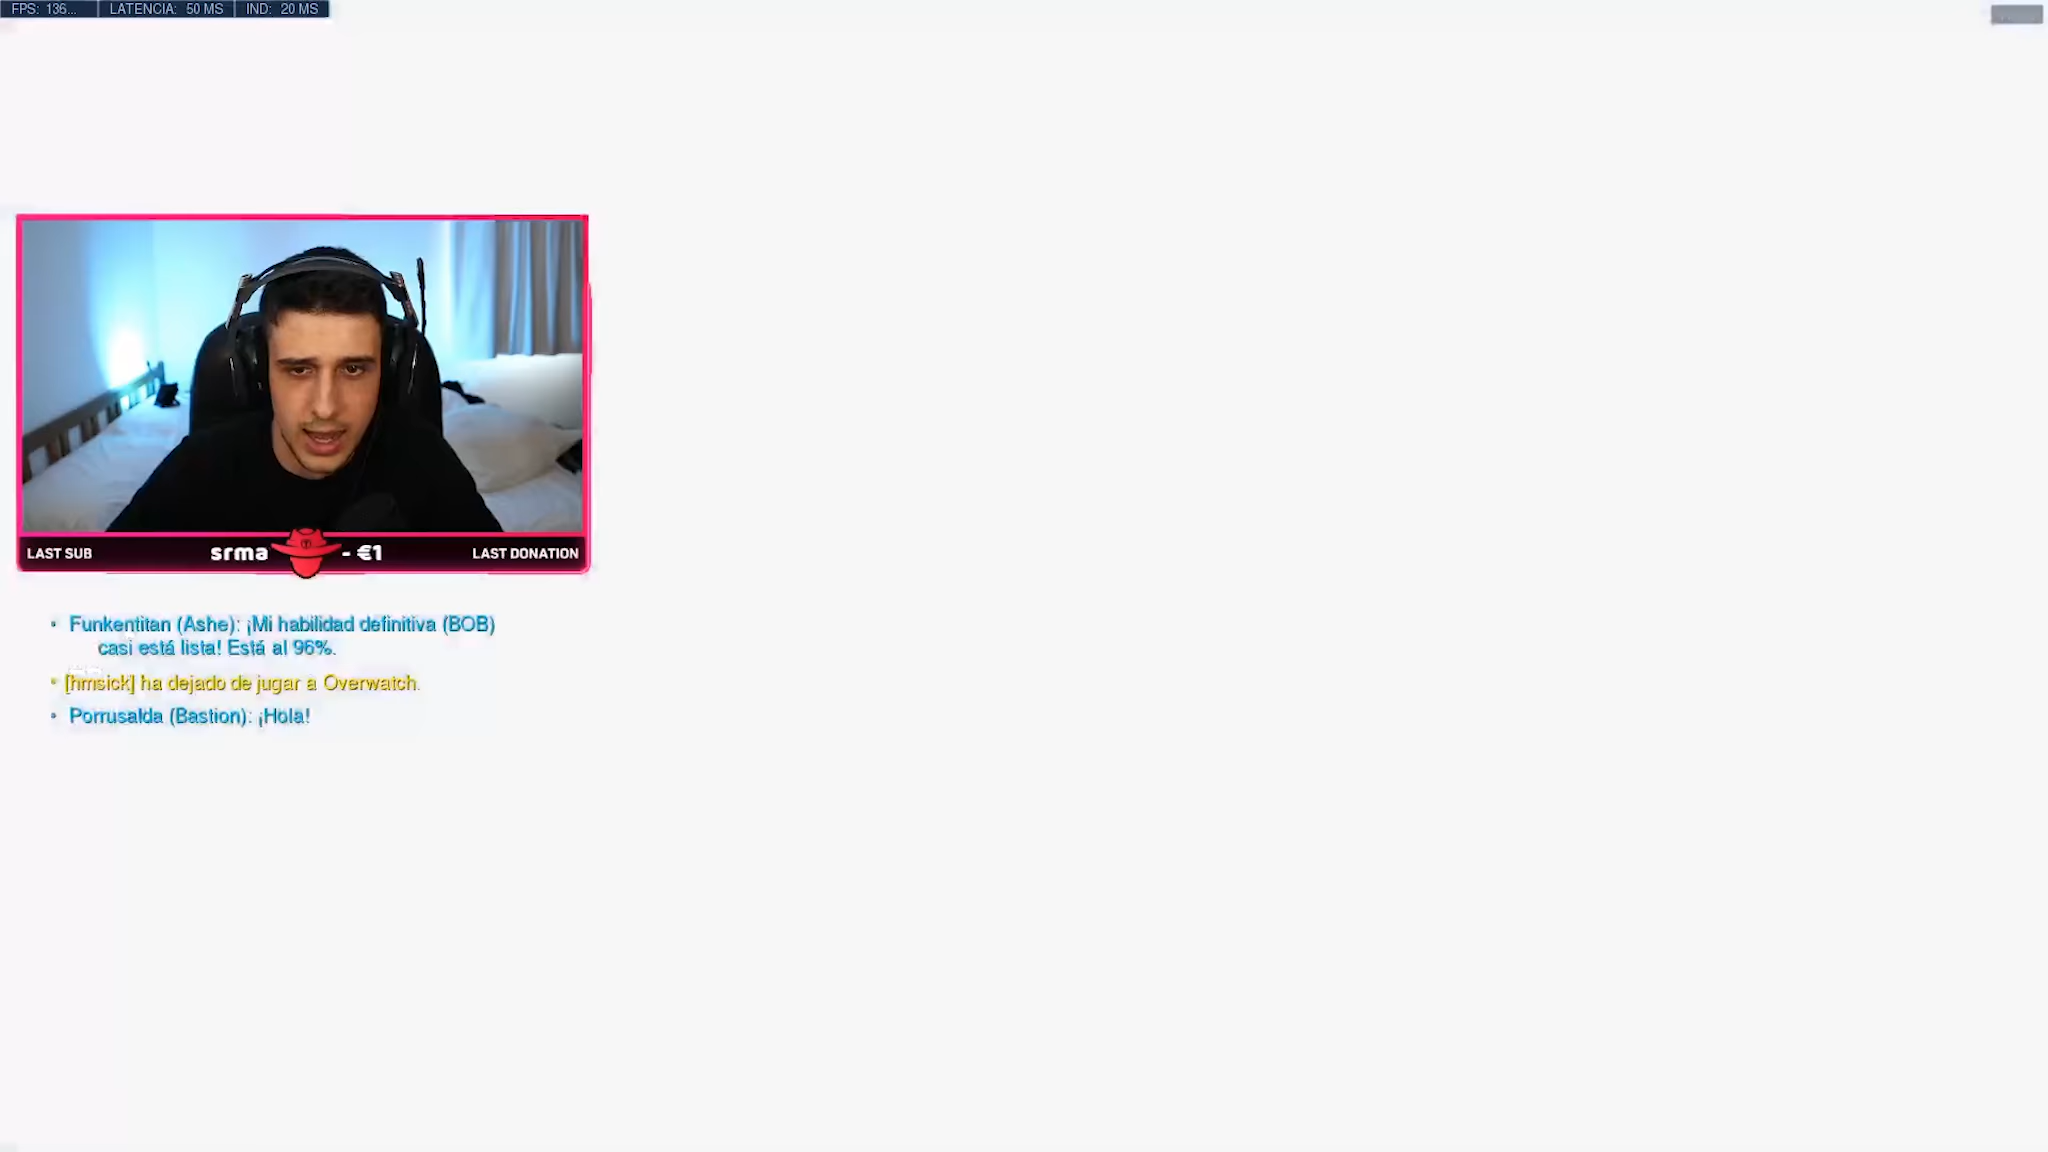 FPS: 136... LATENCIA: 50 MS IND: 20 MS
LAST SUB srma - €1 LAST DONATION
• Funkentitan (Ashe): ¡Mi habilidad definitiva (BOB)
casi está lista! Está al 96%.
• [hmsick] ha dejado de jugar a Overwatch.
• Porrusalda (Bastion): ¡Hola!